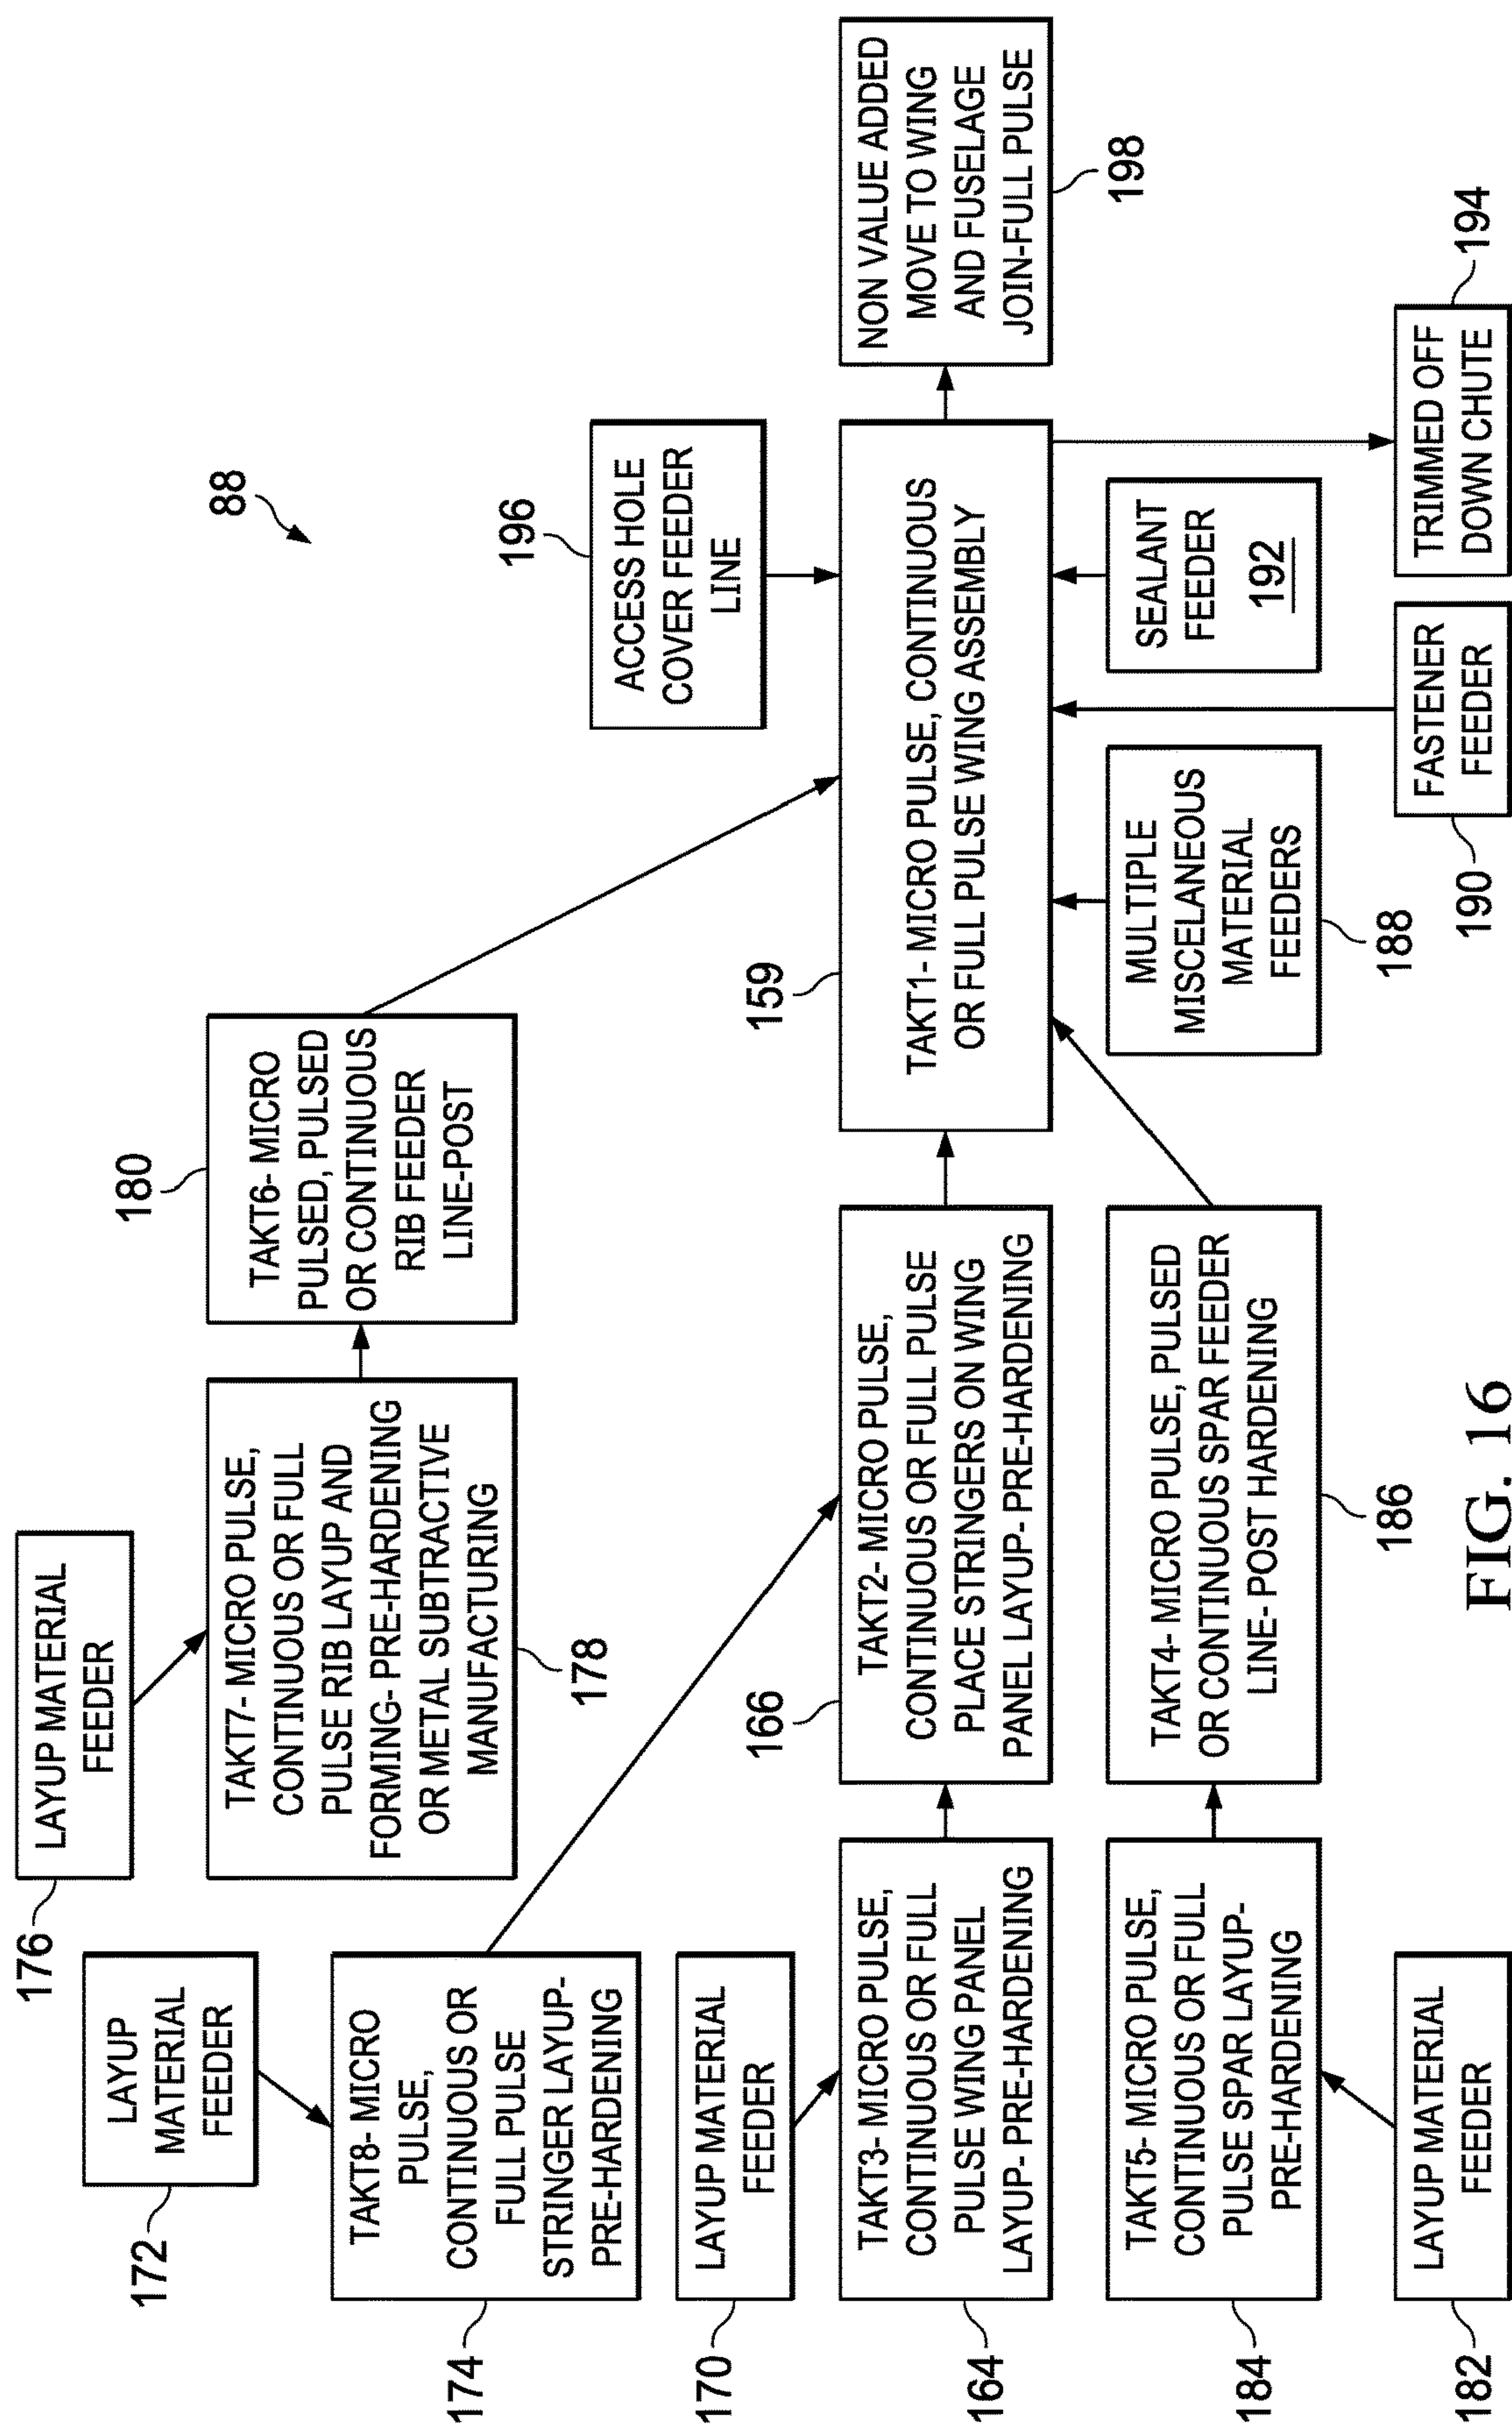 88
176
LAYUP MATERIAL
FEEDER
172
LAYUP
MATERIAL
FEEDER
TAKT7- MICRO PULSE,
CONTINUOUS OR FULL
PULSE RIB LAYUP AND
FORMING- PRE-HARDENING
OR METAL SUBTRACTIVE
MANUFACTURING
178
180
TAKT6- MICRO
PULSED, PULSED
OR CONTINUOUS
RIB FEEDER
LINE-POST
174
TAKT8- MICRO
PULSE,
CONTINUOUS OR
FULL PULSE
STRINGER LAYUP-
PRE-HARDENING
196
ACCESS HOLE
COVER FEEDER
LINE
170
LAYUP MATERIAL
FEEDER
164
TAKT3- MICRO PULSE,
CONTINUOUS OR FULL
PULSE WING PANEL
LAYUP- PRE-HARDENING
166
TAKT2- MICRO PULSE,
CONTINUOUS OR FULL PULSE
PLACE STRINGERS ON WING
PANEL LAYUP- PRE-HARDENING
159
TAKT1- MICRO PULSE, CONTINUOUS
OR FULL PULSE WING ASSEMBLY
NON VALUE ADDED
MOVE TO WING
AND FUSELAGE
JOIN-FULL PULSE
198
184
TAKT5- MICRO PULSE,
CONTINUOUS OR FULL
PULSE SPAR LAYUP-
PRE-HARDENING
TAKT4- MICRO PULSE, PULSED
OR CONTINUOUS SPAR FEEDER
LINE- POST HARDENING
186
MULTIPLE
MISCELANEOUS
MATERIAL
FEEDERS
188
SEALANT
FEEDER
192
182
LAYUP MATERIAL
FEEDER
190
FASTENER
FEEDER
TRIMMED OFF
DOWN CHUTE
194
FIG. 16